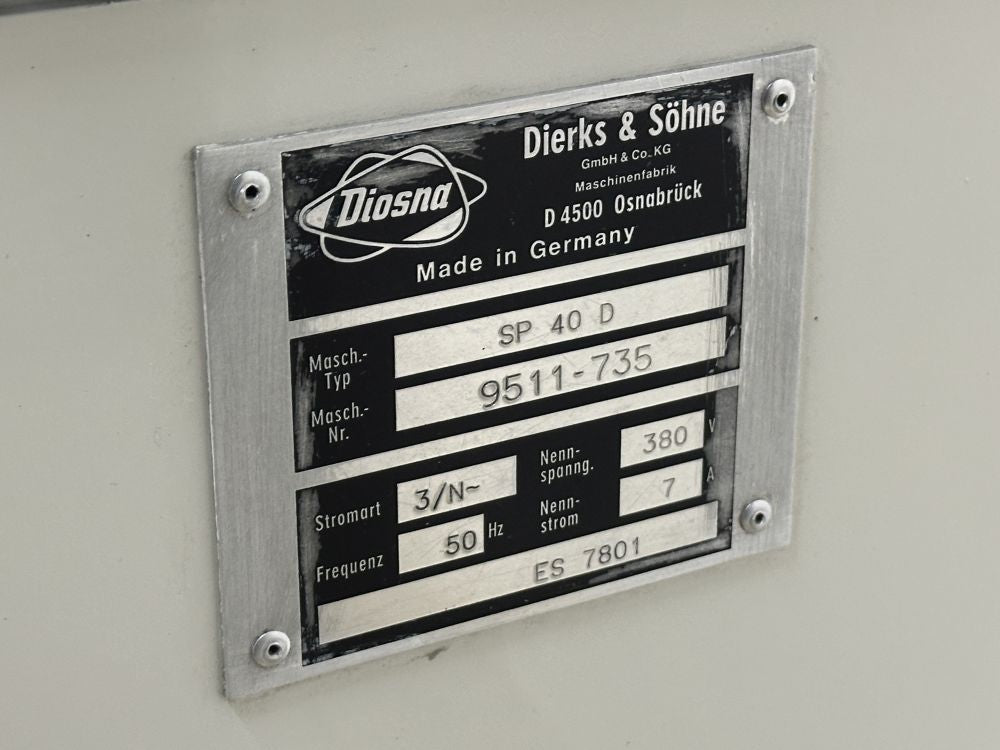 Diosna
Dierks & Söhne
GmbH & Co. KG
Maschinenfabrik
D 4500 Osnabrück
Made in Germany
Masch.-
Typ
SP 40 D
Masch.-
Nr.
9511-735
Stromart 3/N~
Nenn-
spanng.
380 V
Frequenz 50 Hz
Nenn-
strom
7 A
ES 7801